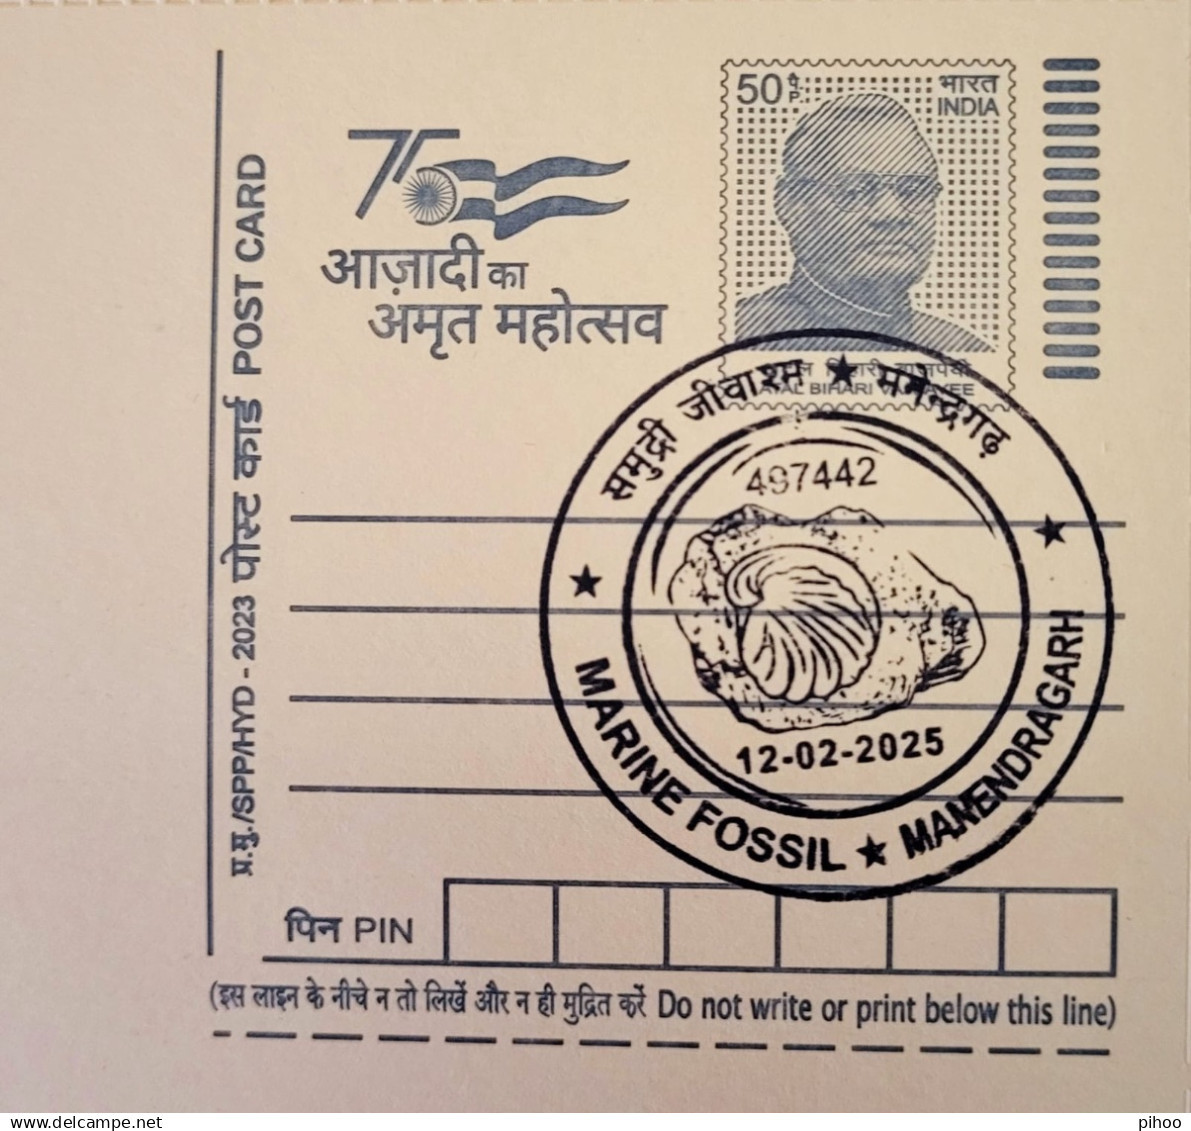 50 पै. P.
भारत
INDIA
75
आज़ादी का
अमृत महोत्सव
BIHARI
प्र.मु./SPP/HYD - 2023 पोस्ट कार्ड POST CARD
समुद्री जीवाश्म ★ मनेन्द्रगढ़
497442
12-02-2025
★ MARINE FOSSIL ★ MANENDRAGARH ★
पिन PIN
(इस लाइन के नीचे न तो लिखें और न ही मुद्रित करें Do not write or print below this line)
Delcampe.net
pihoo